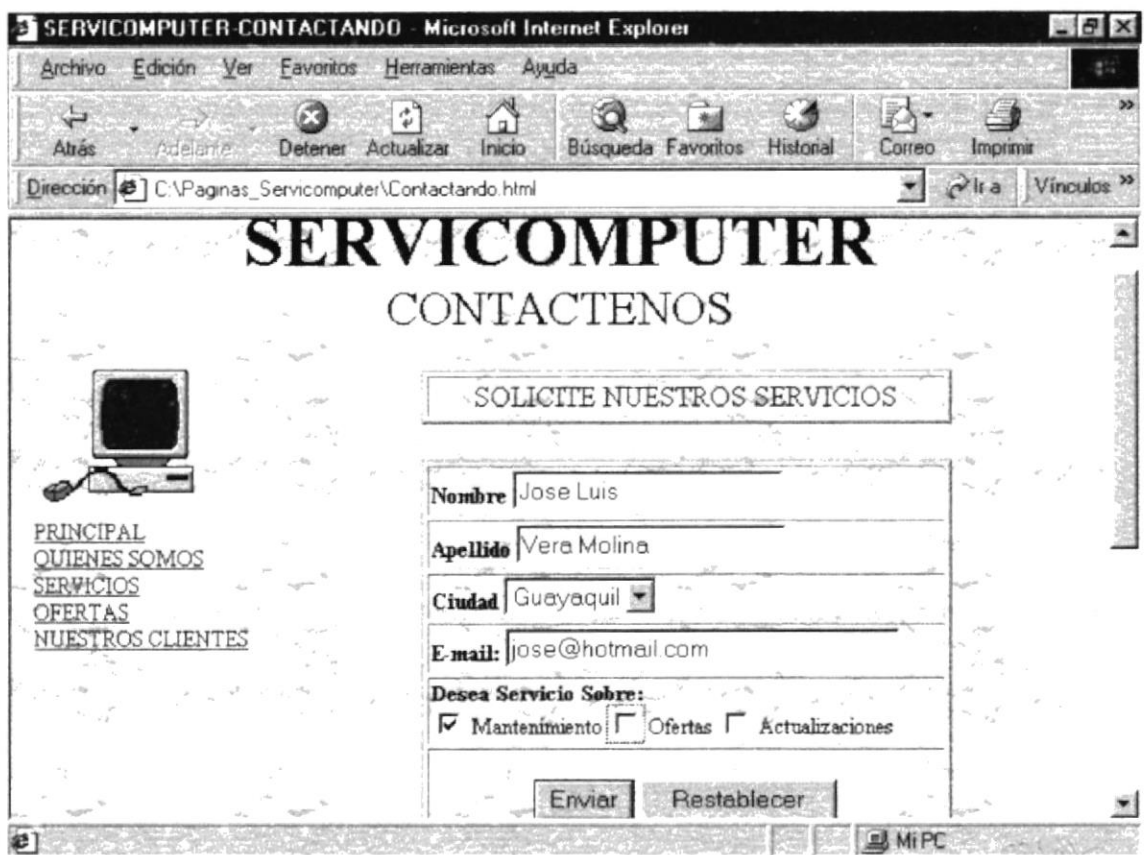 SERVICOMPUTER-CONTACTANDO - Microsoft Internet Explorer
Archivo Edición Ver Favoritos Herramientas Ayuda
Atrás Adelante Detener Actualizar Inicio Búsqueda Favoritos Historial Correo Imprimir »
Dirección C:\Paginas_Servicomputer\Contactando.html Ir a Vínculos »
SERVICOMPUTER
CONTACTENOS
SOLICITE NUESTROS SERVICIOS
Nombre Jose Luis
Apellido Vera Molina
Ciudad Guayaquil
E-mail: jose@hotmail.com
Desea Servicio Sobre:
Mantenimiento Ofertas Actualizaciones
Enviar Restablecer
PRINCIPAL
QUIENES SOMOS
SERVICIOS
OFERTAS
NUESTROS CLIENTES
Mi PC